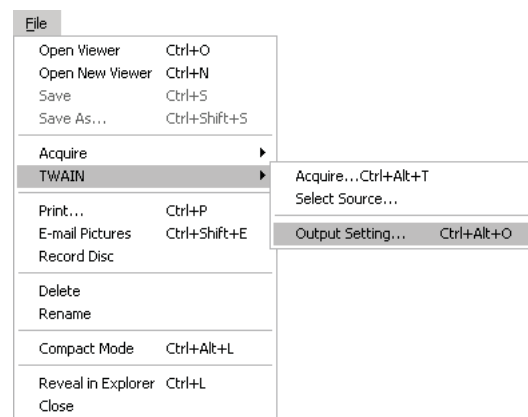 File
Open Viewer Ctrl+O
Open New Viewer Ctrl+N
Save Ctrl+S
Save As... Ctrl+Shift+S
Acquire
TWAIN
Acquire...Ctrl+Alt+T
Select Source...
Output Setting... Ctrl+Alt+O
Print... Ctrl+P
E-mail Pictures Ctrl+Shift+E
Record Disc
Delete
Rename
Compact Mode Ctrl+Alt+L
Reveal in Explorer Ctrl+L
Close